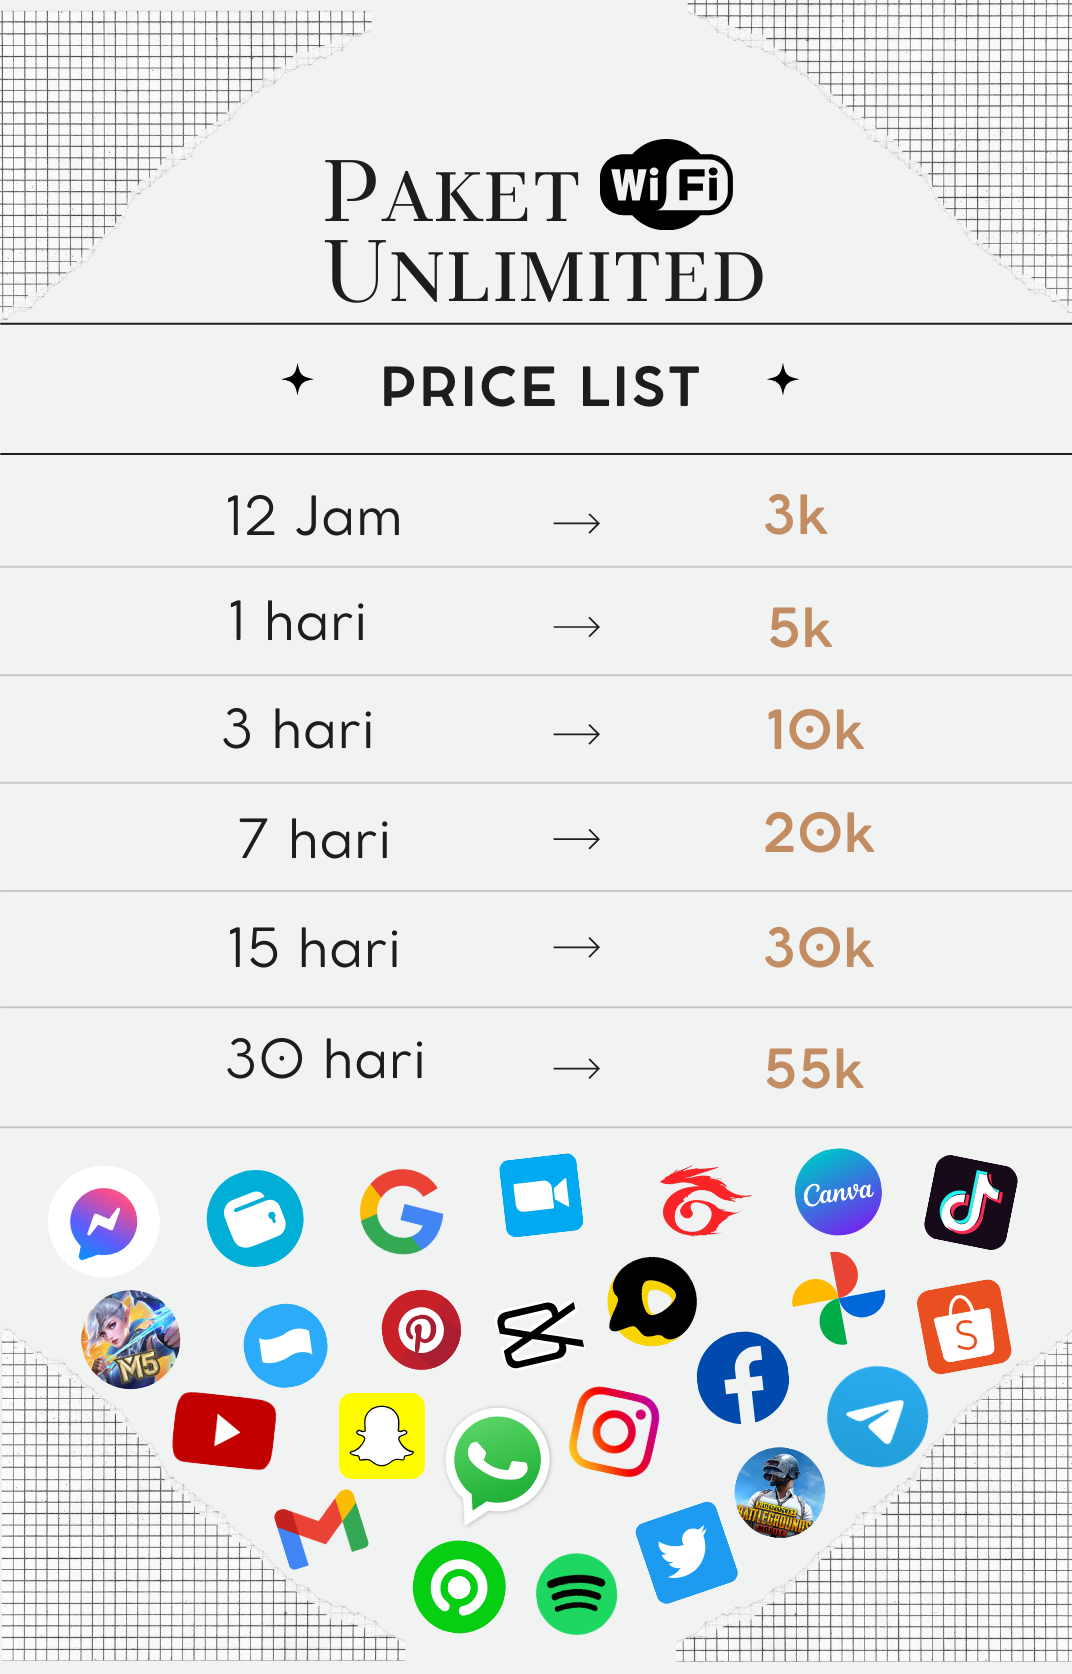 PAKET WiFi
UNLIMITED
PRICE LIST
12 Jam → 3k
1 hari → 5k
3 hari → 10k
7 hari → 20k
15 hari → 30k
30 hari → 55k
Canva
M5
S
BATTLEGROUNDS